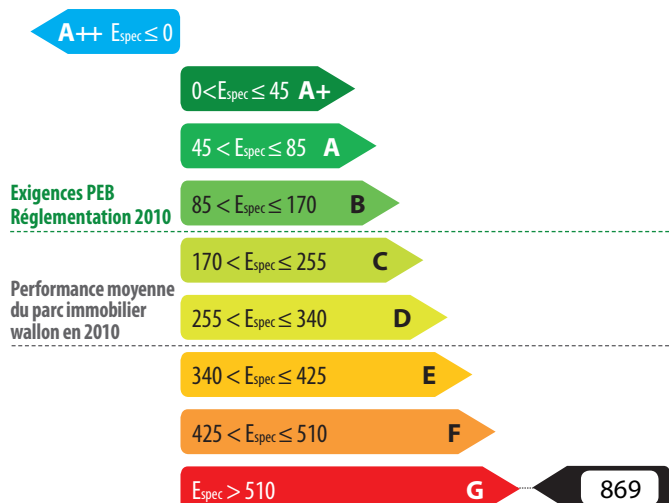 A++ Espec ≤ 0
0<Espec ≤ 45 A+
45 < Espec ≤ 85 A
Exigences PEB
Réglementation 2010
85 < Espec ≤ 170 B
170 < Espec ≤ 255 C
Performance moyenne
du parc immobilier
wallon en 2010
255 < Espec ≤ 340 D
340 < Espec ≤ 425 E
425 < Espec ≤ 510 F
Espec > 510 G
869